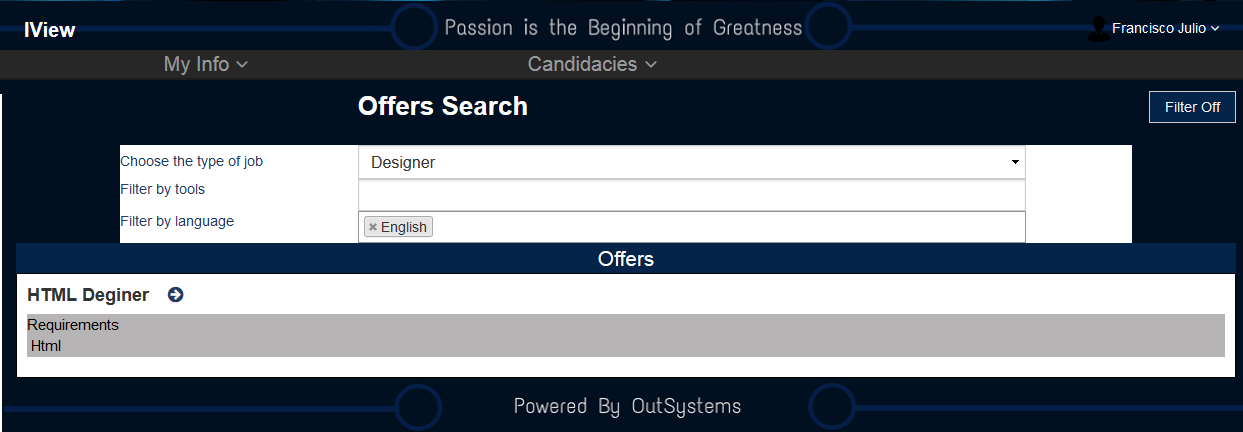 IView
Passion is the Beginning of Greatness
Francisco Julio
My Info
Candidacies
Offers Search
Filter Off
Choose the type of job
Designer
Filter by tools
Filter by language
English
Offers
HTML Deginer
Requirements
Html
Powered By OutSystems